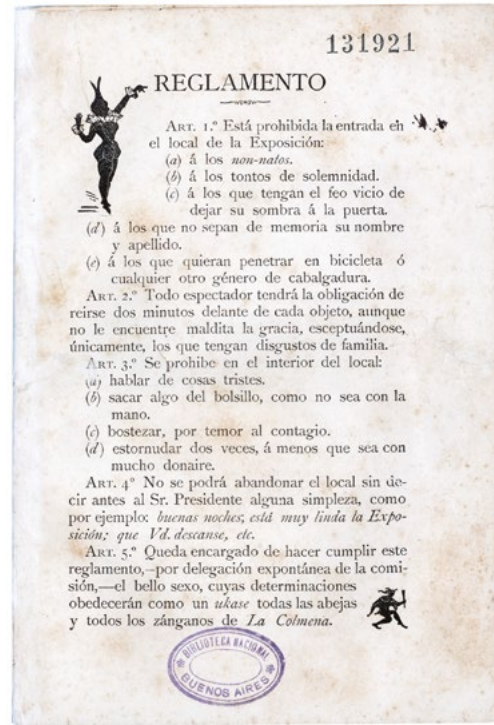 131921
REGLAMENTO
ART. 1.º Está prohibida la entrada en
el local de la Exposición:
(a) á los non-natos.
(b) á los tontos de solemnidad.
(c) á los que tengan el feo vicio de
dejar su sombra á la puerta.
(d) á los que no sepan de memoria su nombre
y apellido.
(e) á los que quieran penetrar en bicicleta ó
cualquier otro género de cabalgadura.
ART. 2.º Todo espectador tendrá la obligación de
reirse dos minutos delante de cada objeto, aunque
no le encuentre maldita la gracia, esceptuándose,
únicamente, los que tengan disgustos de familia.
ART. 3.º Se prohibe en el interior del local:
(a) hablar de cosas tristes.
(b) sacar algo del bolsillo, como no sea con la
mano.
(c) bostezar, por temor al contagio.
(d) estornudar dos veces, á menos que sea con
mucho donaire.
ART. 4º No se podrá abandonar el local sin de-
cir antes al Sr. Presidente alguna simpleza, como
por ejemplo: buenas noches; está muy linda la Expo-
sición; que Vd. descanse, etc.
ART. 5.º Queda encargado de hacer cumplir este
reglamento,—por delegación expontánea de la comi-
sión,—el bello sexo, cuyas determinaciones
obedecerán como un ukase todas las abejas
y todos los zánganos de La Colmena.
BIBLIOTECA NACIONAL
BUENOS AIRES